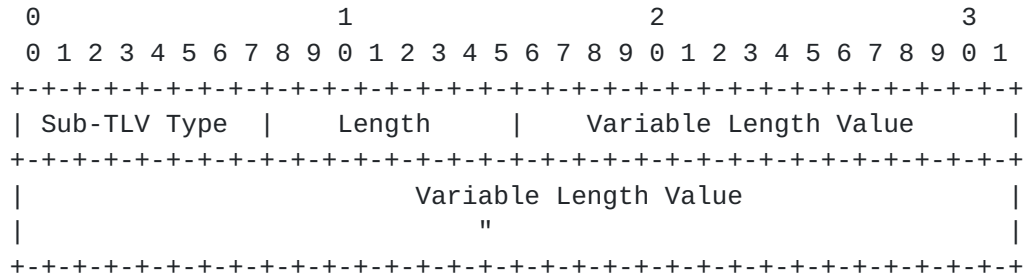 0                   1                   2                   3
 0 1 2 3 4 5 6 7 8 9 0 1 2 3 4 5 6 7 8 9 0 1 2 3 4 5 6 7 8 9 0 1
+-+-+-+-+-+-+-+-+-+-+-+-+-+-+-+-+-+-+-+-+-+-+-+-+-+-+-+-+-+-+-+-+
| Sub-TLV Type  |    Length     |    Variable Length Value      |
+-+-+-+-+-+-+-+-+-+-+-+-+-+-+-+-+-+-+-+-+-+-+-+-+-+-+-+-+-+-+-+-+
|                         Variable Length Value                 |
|                             "                                 |
+-+-+-+-+-+-+-+-+-+-+-+-+-+-+-+-+-+-+-+-+-+-+-+-+-+-+-+-+-+-+-+-+